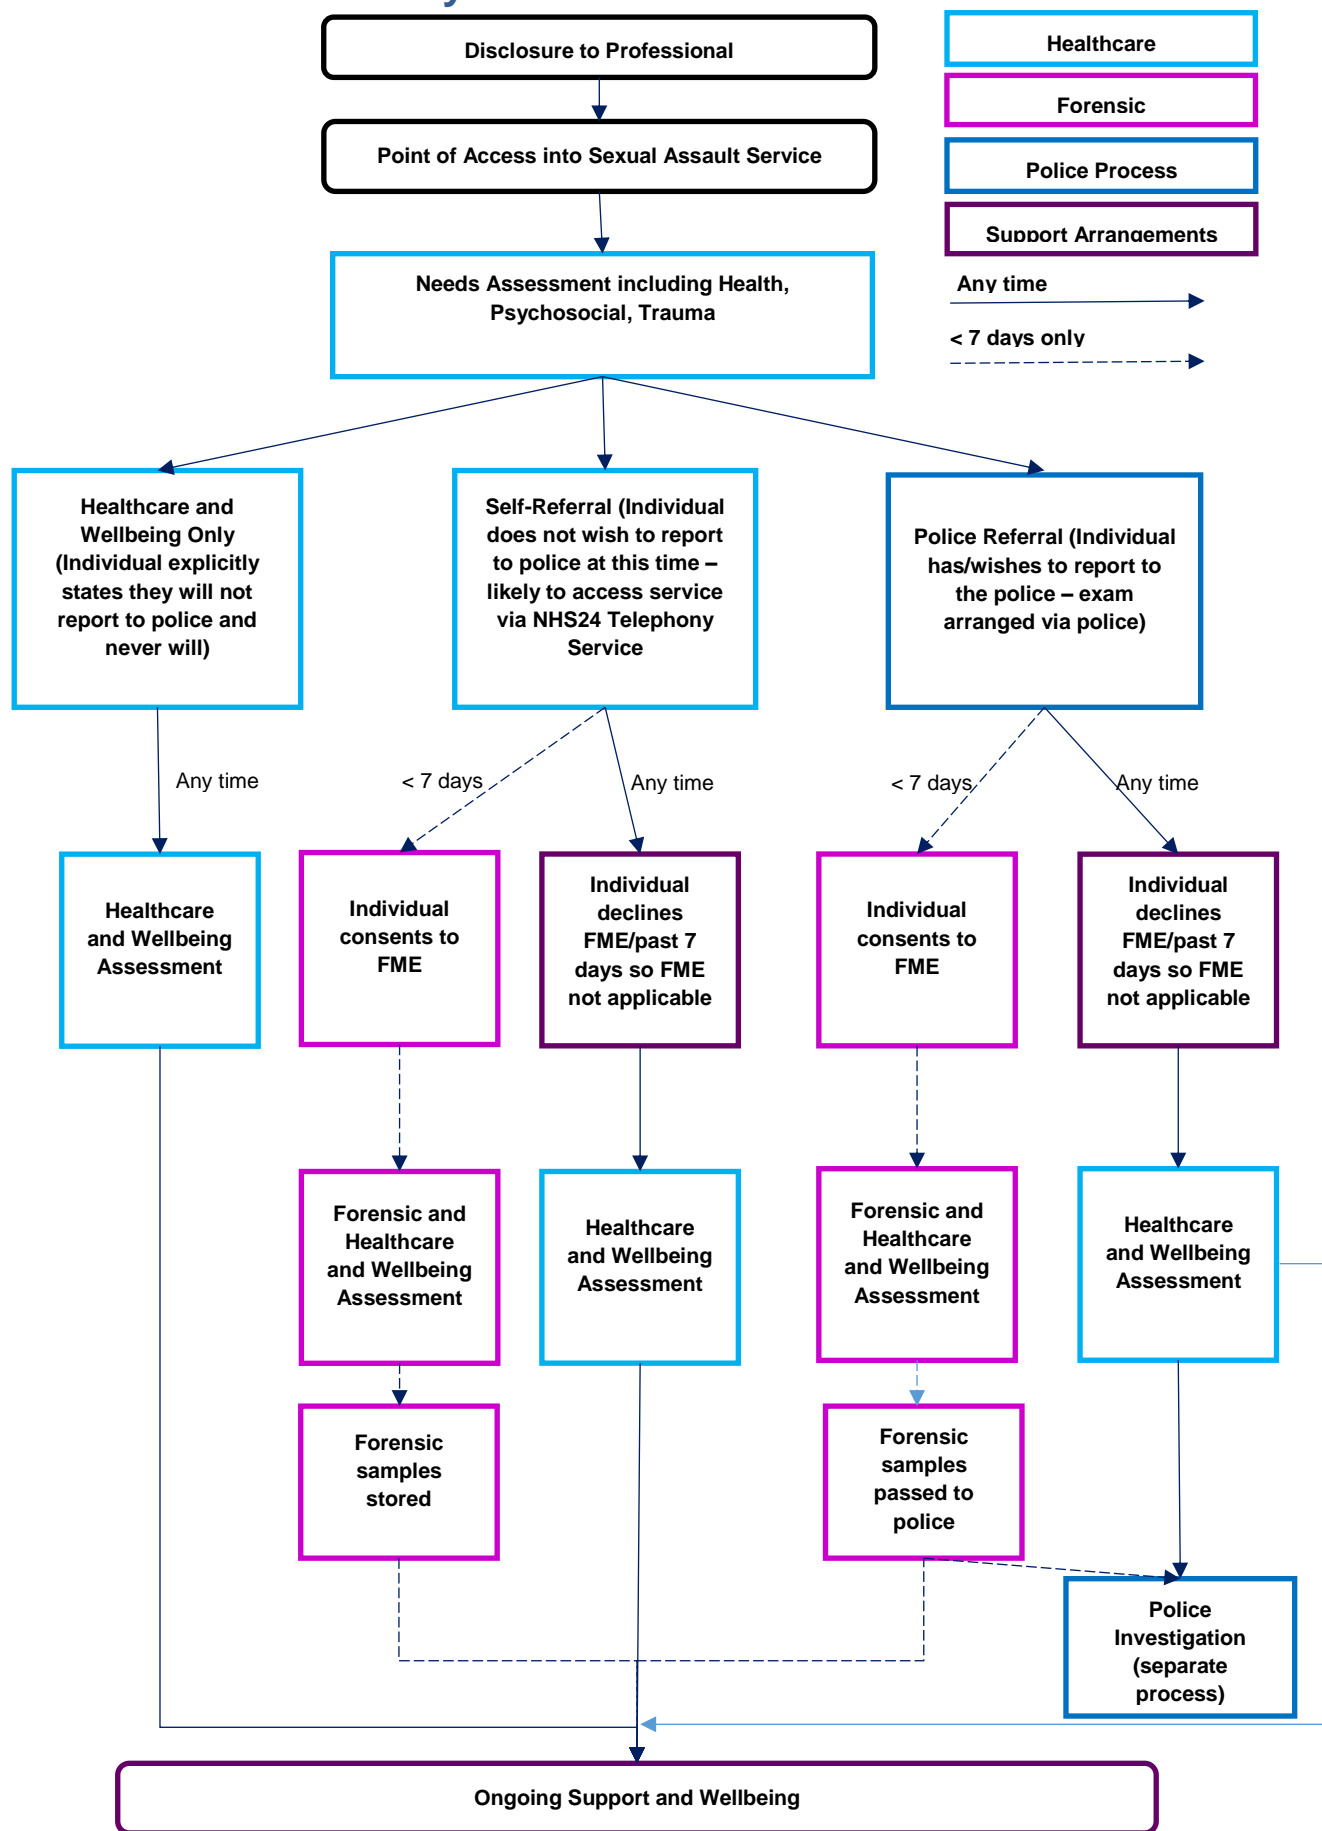 Disclosure to Professional
Point of Access into Sexual Assault Service
Healthcare
Forensic
Police Process
Support Arrangements
Any time
< 7 days only
Needs Assessment including Health,
Psychosocial, Trauma
Healthcare and
Wellbeing Only
(Individual explicitly
states they will not
report to police and
never will)
Self-Referral (Individual
does not wish to report
to police at this time –
likely to access service
via NHS24 Telephony
Service
Police Referral (Individual
has/wishes to report to
the police – exam
arranged via police)
Any time
< 7 days
Any time
< 7 days
Any time
Healthcare
and Wellbeing
Assessment
Individual
consents to
FME
Individual
declines
FME/past 7
days so FME
not applicable
Individual
consents to
FME
Individual
declines
FME/past 7
days so FME
not applicable
Forensic and
Healthcare
and Wellbeing
Assessment
Healthcare
and Wellbeing
Assessment
Forensic and
Healthcare
and Wellbeing
Assessment
Healthcare
and Wellbeing
Assessment
Forensic
samples
stored
Forensic
samples
passed to
police
Police
Investigation
(separate
process)
Ongoing Support and Wellbeing